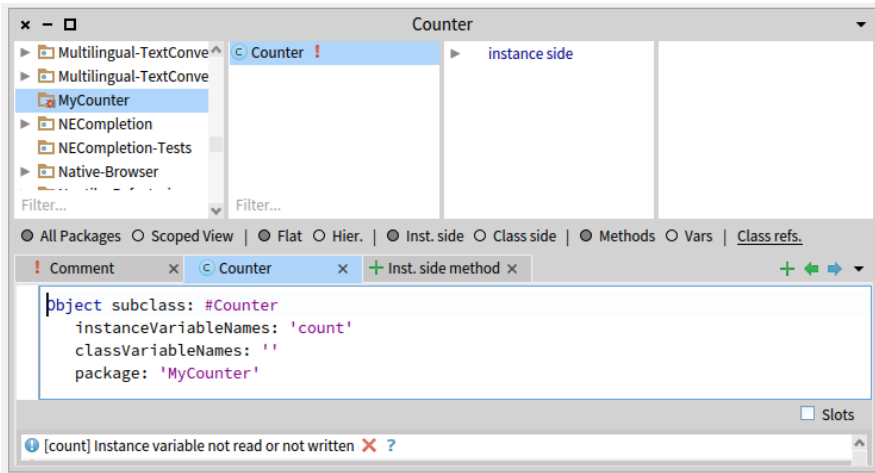 Counter
Multilingual-TextConve
Multilingual-TextConve
MyCounter
NECompletion
NECompletion-Tests
Native-Browser
Filter...
Counter !
Filter...
instance side
All Packages Scoped View | Flat Hier. | Inst. side Class side | Methods Vars | Class refs.
! Comment × C Counter × + Inst. side method ×
Object subclass: #Counter
instanceVariableNames: 'count'
classVariableNames: ''
package: 'MyCounter'
Slots
[count] Instance variable not read or not written ?